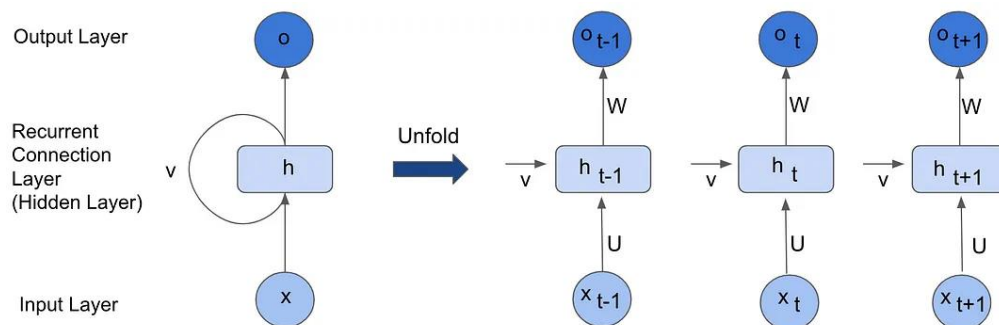 Output Layer
o
o t-1
o t
o t+1
W
W
W
Recurrent
Connection
Layer
(Hidden Layer)
v
h
Unfold
v
h t-1
v
h t
v
h t+1
U
U
U
Input Layer
x
x t-1
x t
x t+1